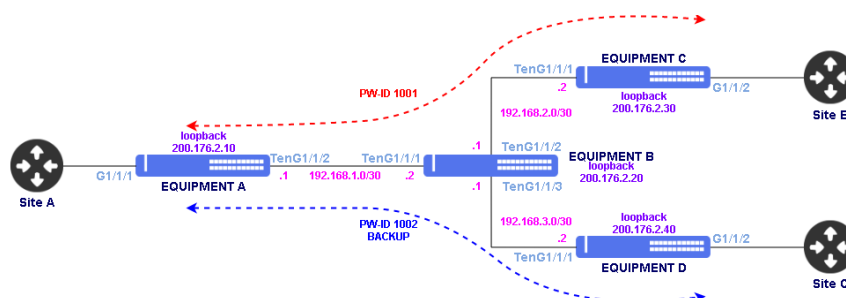 EQUIPMENT C
TenG1/1/1
loopback
200.176.2.30
G1/1/2
.2
PW-ID 1001
192.168.2.0/30
loopback
200.176.2.10
.1
TenG1/1/2
EQUIPMENT B
loopback
200.176.2.20
TenG1/1/2
TenG1/1/1
G1/1/1
.1
192.168.1.0/30
.2
.1
TenG1/1/3
EQUIPMENT A
Site A
PW-ID 1002
BACKUP
192.168.3.0/30
loopback
200.176.2.40
.2
G1/1/2
TenG1/1/1
EQUIPMENT D